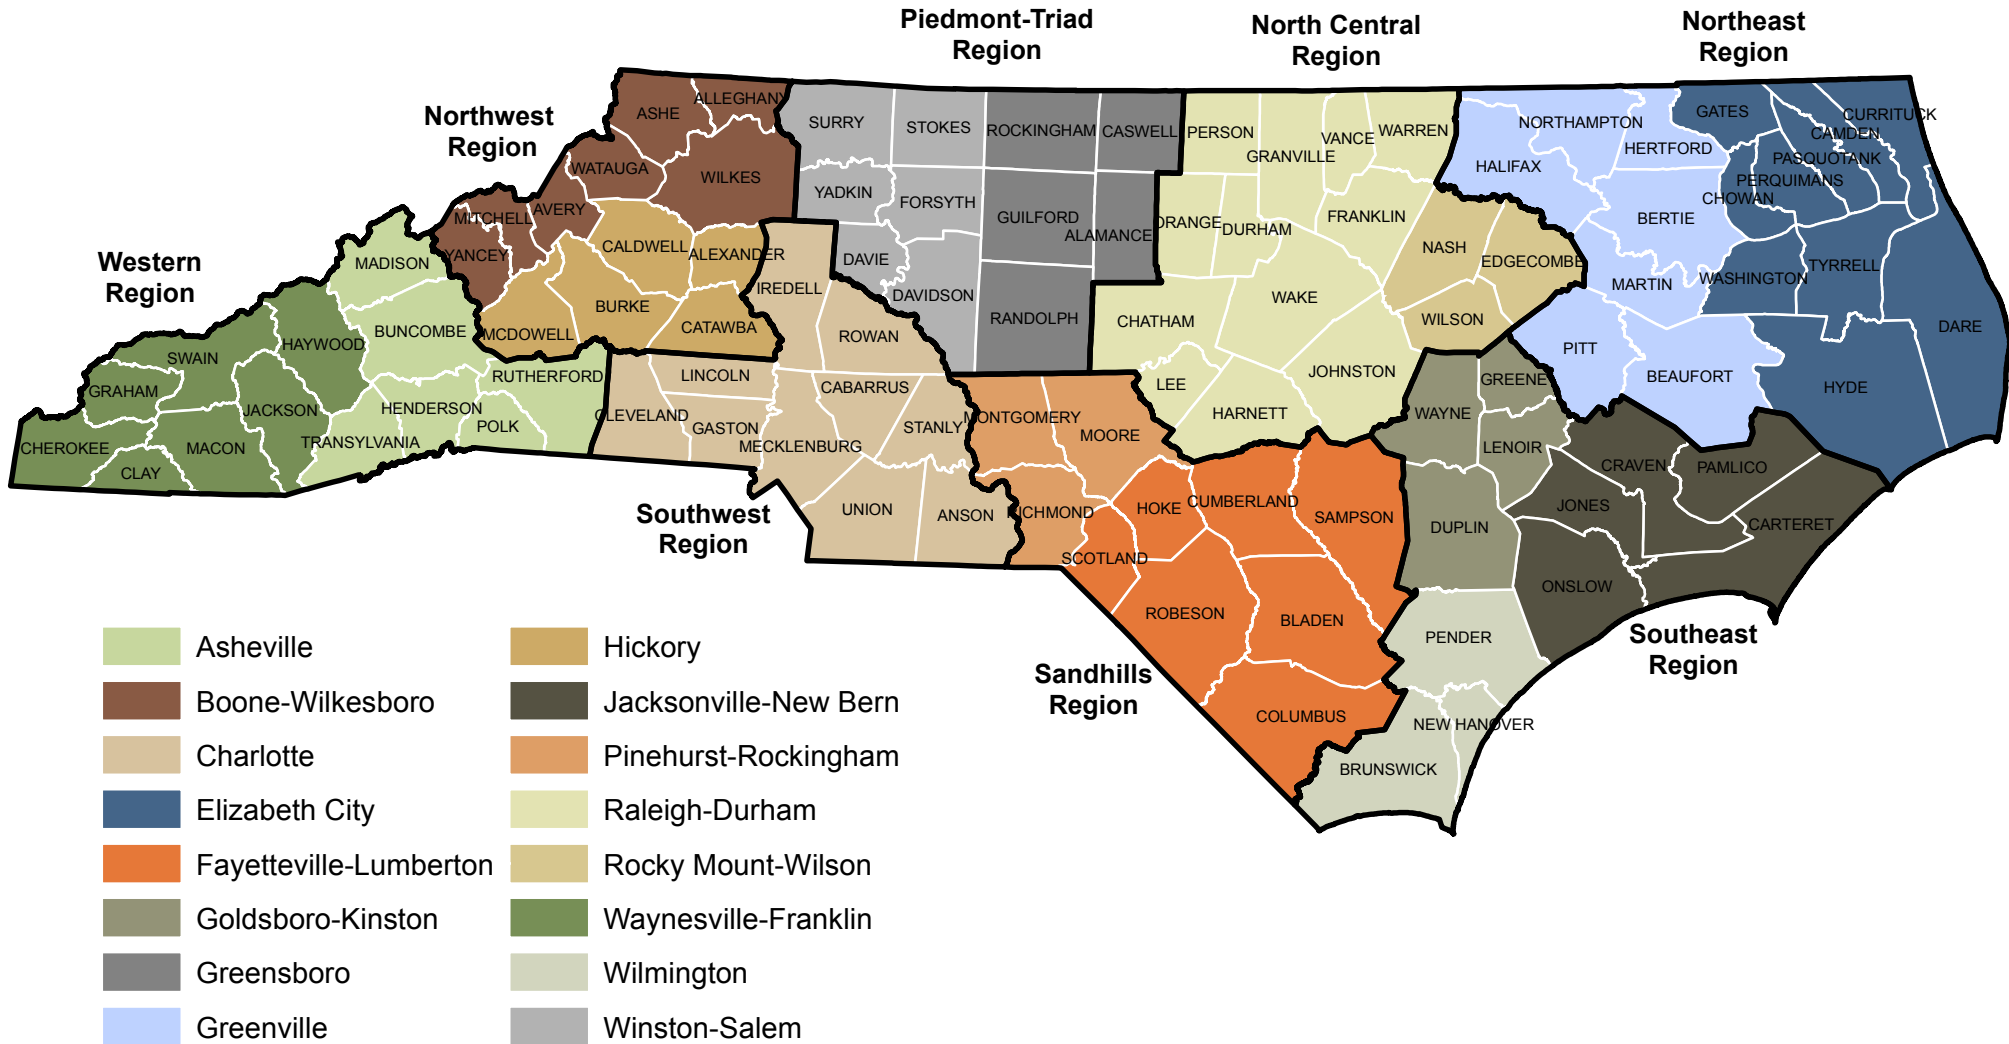 Piedmont-Triad
Region
North Central
Region
Northeast
Region
Northwest
Region
Western
Region
Southwest
Region
Sandhills
Region
Southeast
Region
ASHE
ALLEGHANY
WATAUGA
WILKES
MITCHELL
AVERY
YANCEY
CALDWELL
ALEXANDER
BURKE
MCDOWELL
CATAWBA
MADISON
BUNCOMBE
HAYWOOD
SWAIN
GRAHAM
JACKSON
CHEROKEE
MACON
CLAY
TRANSYLVANIA
HENDERSON
POLK
RUTHERFORD
SURRY
STOKES
ROCKINGHAM
CASWELL
YADKIN
FORSYTH
GUILFORD
ALAMANCE
DAVIE
DAVIDSON
RANDOLPH
IREDELL
ROWAN
LINCOLN
CABARRUS
CLEVELAND
GASTON
MECKLENBURG
STANLY
UNION
ANSON
PERSON
GRANVILLE
VANCE
WARREN
ORANGE
DURHAM
FRANKLIN
NASH
EDGECOMBE
WAKE
CHATHAM
WILSON
LEE
HARNETT
JOHNSTON
MONTGOMERY
MOORE
RICHMOND
HOKE
CUMBERLAND
SAMPSON
SCOTLAND
ROBESON
BLADEN
COLUMBUS
NORTHAMPTON
HALIFAX
HERTFORD
BERTIE
MARTIN
PITT
BEAUFORT
GATES
CURRITUCK
CAMDEN
PASQUOTANK
PERQUIMANS
CHOWAN
WASHINGTON
TYRRELL
DARE
HYDE
GREENE
WAYNE
LENOIR
CRAVEN
PAMLICO
JONES
CARTERET
DUPLIN
ONSLOW
PENDER
NEW HANOVER
BRUNSWICK
Asheville
Boone-Wilkesboro
Charlotte
Elizabeth City
Fayetteville-Lumberton
Goldsboro-Kinston
Greensboro
Greenville
Hickory
Jacksonville-New Bern
Pinehurst-Rockingham
Raleigh-Durham
Rocky Mount-Wilson
Waynesville-Franklin
Wilmington
Winston-Salem